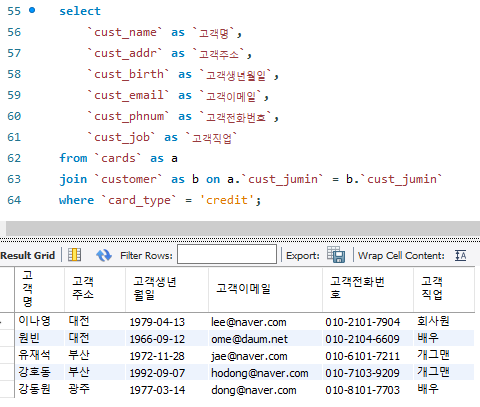 55 select
56 `cust_name` as `고객명`,
57 `cust_addr` as `고객주소`,
58 `cust_birth` as `고객생년월일`,
59 `cust_email` as `고객이메일`,
60 `cust_phnum` as `고객전화번호`,
61 `cust_job` as `고객직업`
62 from `cards` as a
63 join `customer` as b on a.`cust_jumin` = b.`cust_jumin`
64 where `card_type` = 'credit';
Result Grid Filter Rows: Export: Wrap Cell Content:
고객명 고객주소 고객생년월일 고객이메일 고객전화번호 고객직업
이나영 대전 1979-04-13 lee@naver.com 010-2101-7904 회사원
원빈 대전 1966-09-12 ome@daum.net 010-2104-6609 배우
유재석 부산 1972-11-28 jae@naver.com 010-6101-7211 개그맨
강호동 부산 1992-09-07 hodong@naver.com 010-7103-9209 개그맨
강동원 광주 1977-03-14 dong@naver.com 010-8101-7703 배우